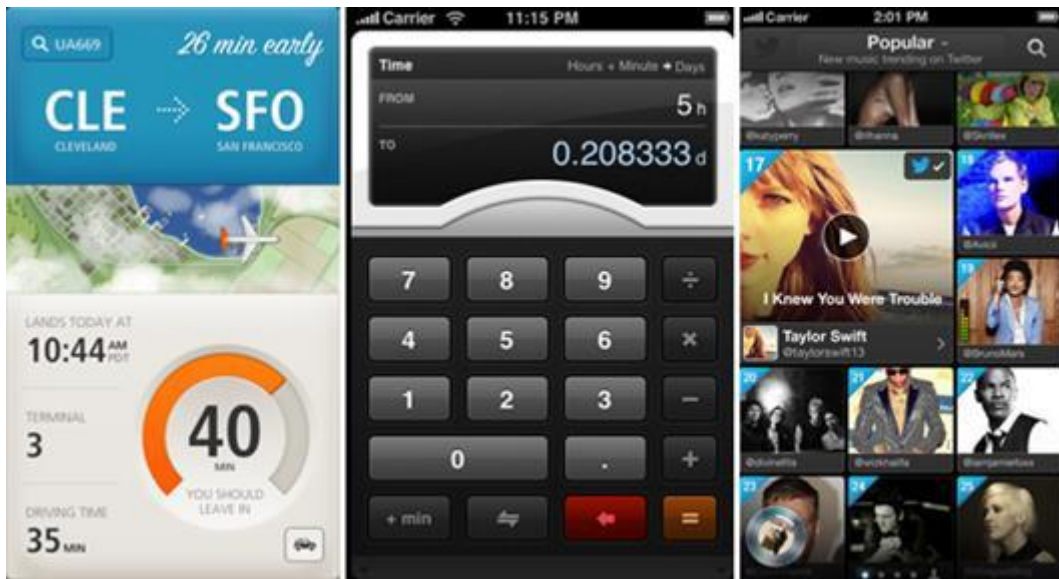 UA669
26 min early
CLE
SFO
CLEVELAND
SAN FRANCISCO
LANDS TODAY AT
10:44 AM PDT
TERMINAL
3
DRIVING TIME
35 MIN
40
MIN
YOU SHOULD
LEAVE IN
Carrier 11:15 PM
Time Hours + Minute → Days
FROM
5 h
TO
0.208333 d
7 8 9 ÷
4 5 6 ×
1 2 3 −
0 . +
+ min =
Carrier 2:01 PM
Popular
New music trending on Twitter
@katyperry @rihanna @Skrillex
17
I Knew You Were Trouble
Taylor Swift
@taylorswift13
18
@Avicii
19
@BrunoMars
20 21 22
@wizkhalifa @iamjamiefoxx
23 24 25